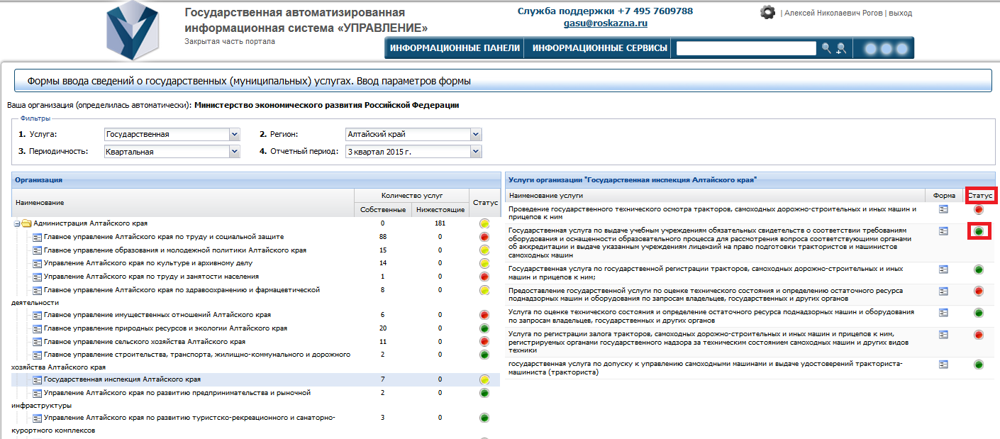 Государственная автоматизированная
информационная система «УПРАВЛЕНИЕ»
Закрытая часть портала
Служба поддержки +7 495 7609788
gasu@roskazna.ru
| Алексей Николаевич Рогов | выход
ИНФОРМАЦИОННЫЕ ПАНЕЛИ
ИНФОРМАЦИОННЫЕ СЕРВИСЫ
Формы ввода сведений о государственных (муниципальных) услугах. Ввод параметров формы
Ваша организация (определилась автоматически): Министерство экономического развития Российской Федерации
Фильтры
1. Услуга: Государственная 2. Регион: Алтайский край
3. Периодичность: Квартальная 4. Отчетный период: 3 квартал 2015 г.
Организация
Наименование
Количество услуг
Собственные Нижестоящие
Статус
Администрация Алтайского края 0 181
Главное управление Алтайского края по труду и социальной защите 88 0
Главное управление образования и молодежной политики Алтайского края 15 0
Управление Алтайского края по культуре и архивному делу 14 0
Управление Алтайского края по труду и занятости населения 1 0
Главное управление Алтайского края по здравоохранению и фармацевтической 8 0
деятельности
Главное управление имущественных отношений Алтайского края 6 0
Главное управление природных ресурсов и экологии Алтайского края 20 0
Главное управление сельского хозяйства Алтайского края 11 0
Главное управление строительства, транспорта, жилищно-коммунального и дорожного 2 0
хозяйства Алтайского края
Государственная инспекция Алтайского края 7 0
Управление Алтайского края по развитию предпринимательства и рыночной 2 0
инфраструктуры
Управление Алтайского края по развитию туристско-рекреационного и санаторно- 3 0
курортного комплексов
Услуги организации "Государственная инспекция Алтайского края"
Наименование услуги Форма Статус
Проведение государственного технического осмотра тракторов, самоходных дорожно-строительных и иных машин и
прицепов к ним
Государственная услуга по выдаче учебным учреждениям обязательных свидетельств о соответствии требованиям
оборудования и оснащенности образовательного процесса для рассмотрения вопроса соответствующими органами
об аккредитации и выдаче указанным учреждениям лицензий на право подготовки трактористов и машинистов
самоходных машин
Государственная услуга по государственной регистрации тракторов, самоходных дорожно-строительных и иных
машин и прицепов к ним;
Предоставление государственной услуги по оценке технического состояния и определению остаточного ресурса
поднадзорных машин и оборудования по запросам владельцев, государственных и других органов
Услуга по оценке технического состояния и определение остаточного ресурса поднадзорных машин и оборудования
по запросам владельцев, государственных и других органов
Услуга по регистрации залога тракторов, самоходных дорожно-строительных и иных машин и прицепов к ним,
регистрируемых органами государственного надзора за техническим состоянием самоходных машин и других видов
техники
государственная услуга по допуску к управлению самоходными машинами и выдаче удостоверений тракториста-
машиниста (тракториста)